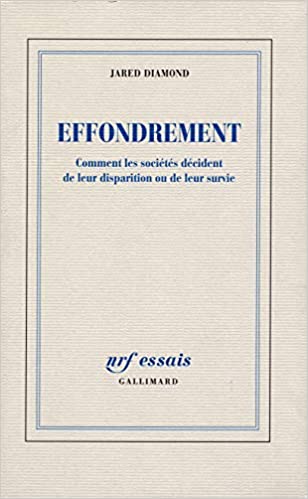 JARED DIAMOND
EFFONDREMENT
Comment les sociétés décident
de leur disparition ou de leur survie
nrf essais
GALLIMARD